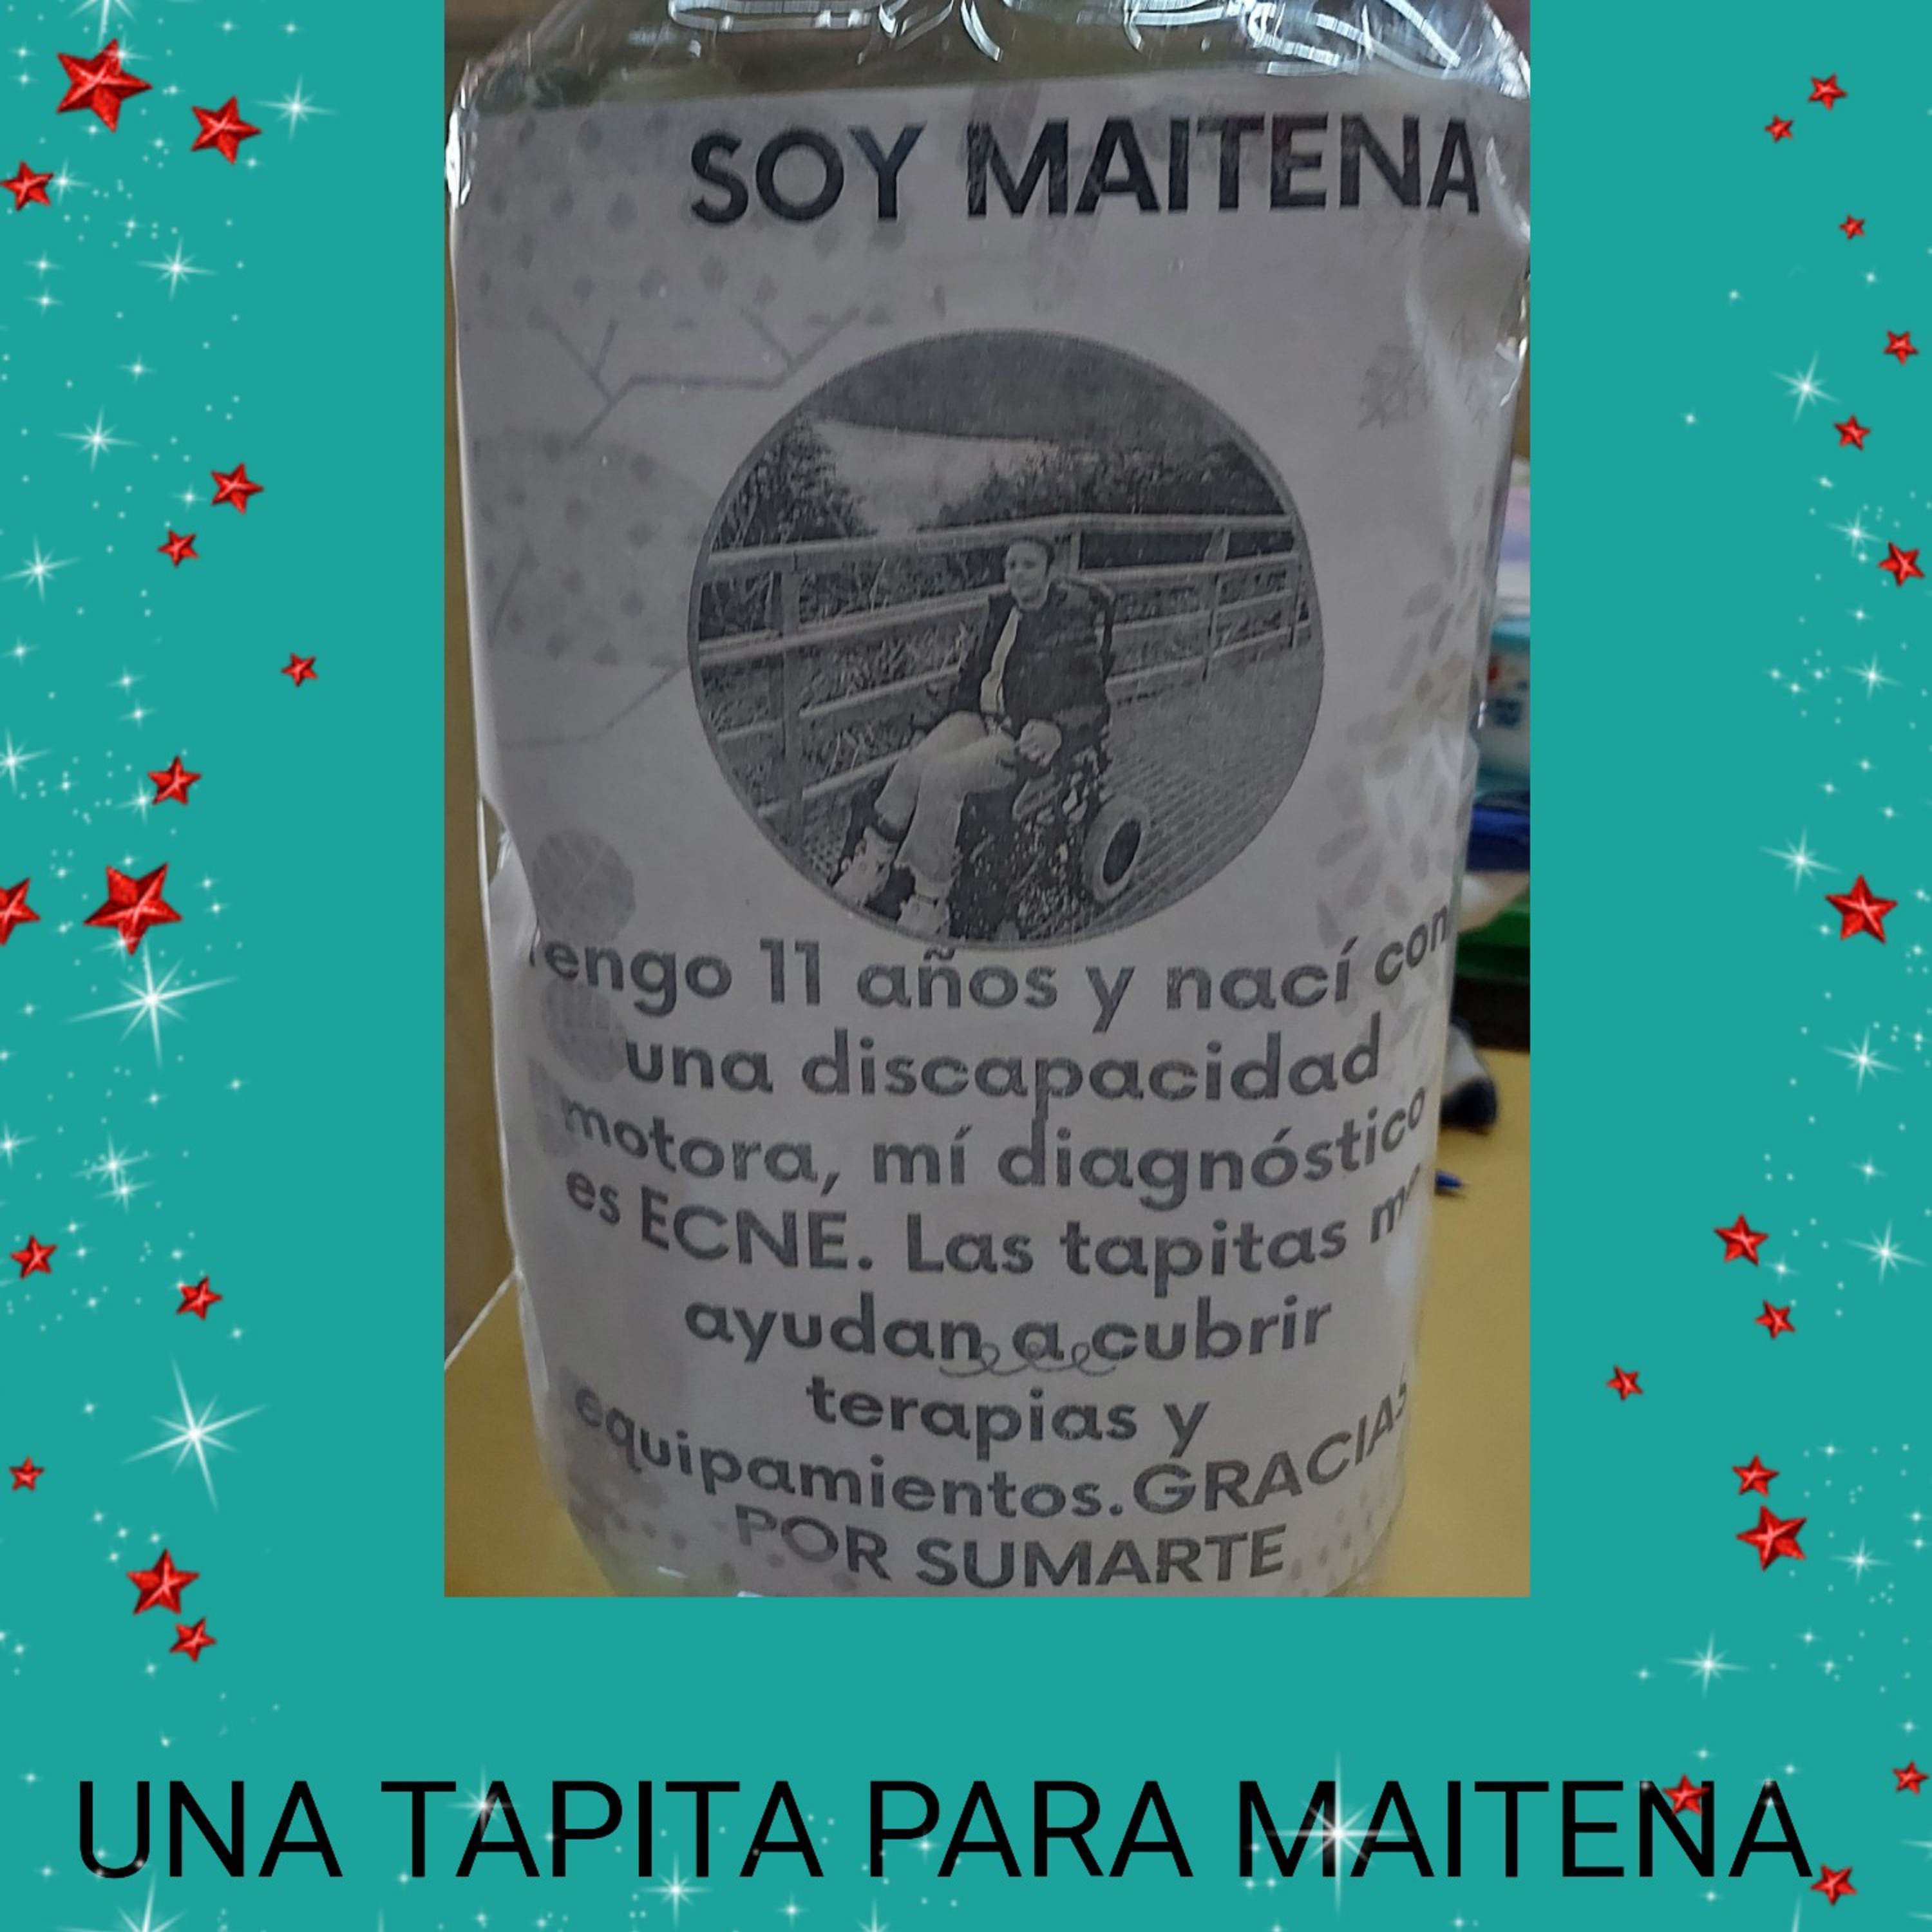 SOY MAITENA
Tengo 11 años y nací con
una discapacidad
motora, mí diagnóstico
es ECNE. Las tapitas me
ayudan a cubrir
terapias y
equipamientos.GRACIAS
POR SUMARTE
UNA TAPITA PARA MAITENA